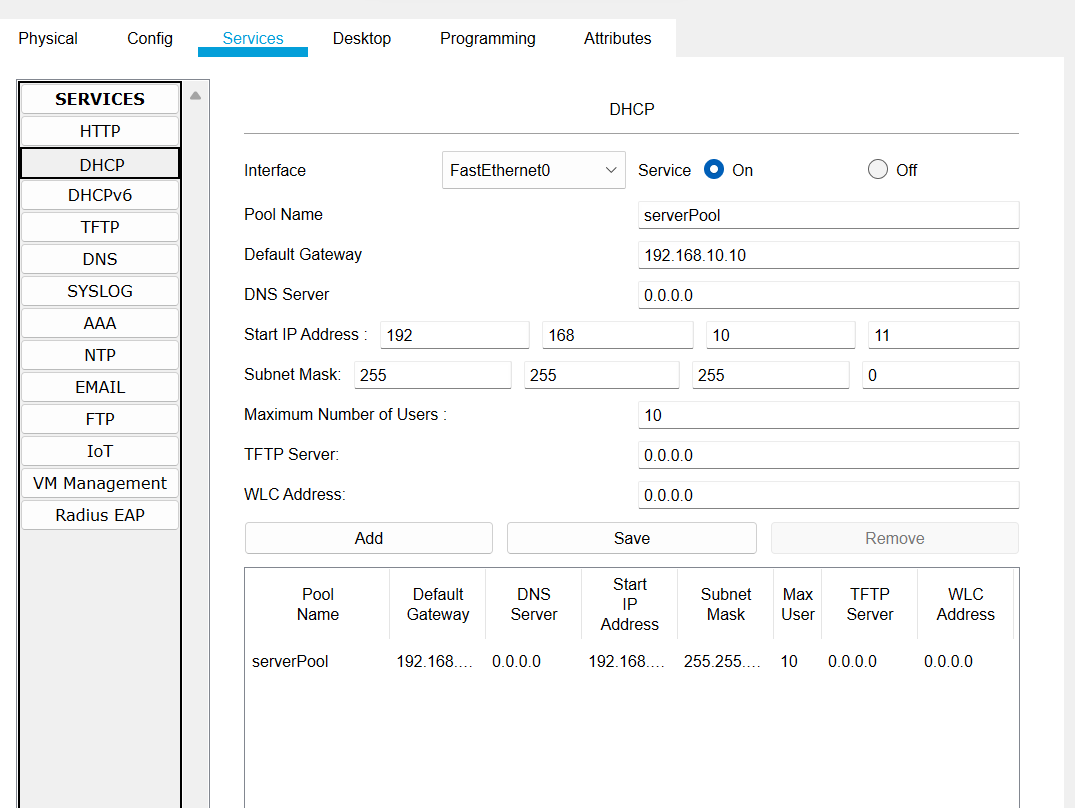 Physical Config Services Desktop Programming Attributes
SERVICES
HTTP
DHCP
DHCPv6
TFTP
DNS
SYSLOG
AAA
NTP
EMAIL
FTP
IoT
VM Management
Radius EAP
DHCP
Interface FastEthernet0 Service On Off
Pool Name serverPool
Default Gateway 192.168.10.10
DNS Server 0.0.0.0
Start IP Address : 192 168 10 11
Subnet Mask: 255 255 255 0
Maximum Number of Users : 10
TFTP Server: 0.0.0.0
WLC Address: 0.0.0.0
Add Save Remove
Pool Name Default Gateway DNS Server Start IP Address Subnet Mask Max User TFTP Server WLC Address
serverPool 192.168.... 0.0.0.0 192.168.... 255.255.... 10 0.0.0.0 0.0.0.0